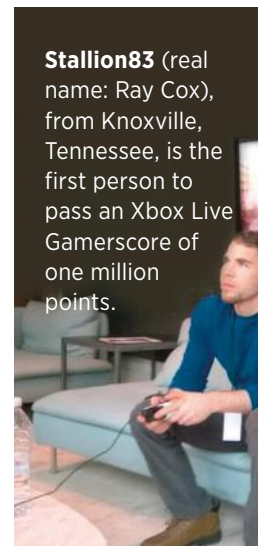 Stallion83 (real
name: Ray Cox),
from Knoxville,
Tennessee, is the
first person to
pass an Xbox Live
Gamerscore of
one million
points.